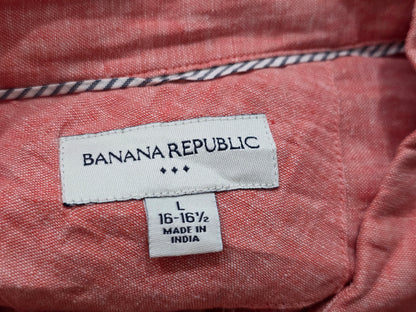 BANANA REPUBLIC
L
16-16½
MADE IN
INDIA